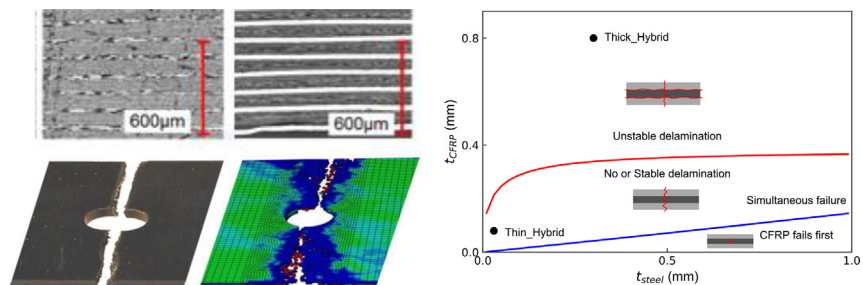 600μm
600μm
t_CFRP (mm)
0.8
0.4
0.0
Thick_Hybrid
Unstable delamination
No or Stable delamination
Simultaneous failure
Thin_Hybrid
CFRP fails first
0.0
0.5
1.0
t_steel (mm)